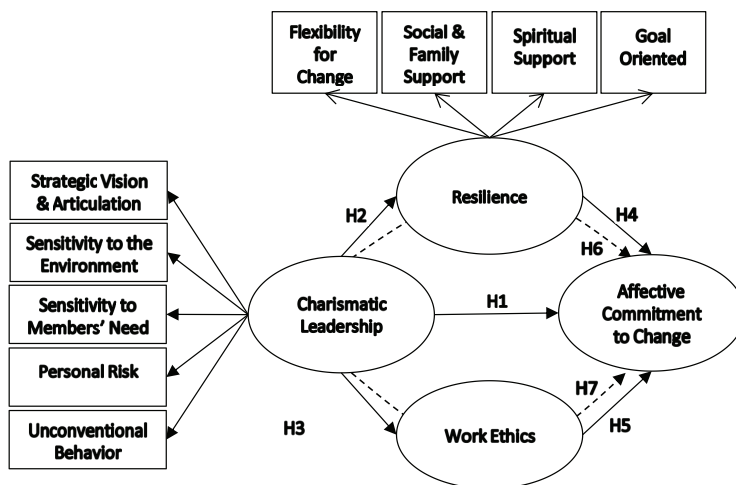 Flexibility
for
Change
Social &
Family
Support
Spiritual
Support
Goal
Oriented
Strategic Vision
& Articulation
Sensitivity to the
Environment
Sensitivity to
Members' Need
Personal Risk
Unconventional
Behavior
Resilience
H2
H4
H6
Charismatic
Leadership
H1
Affective
Commitment
to Change
H7
H3
Work Ethics
H5